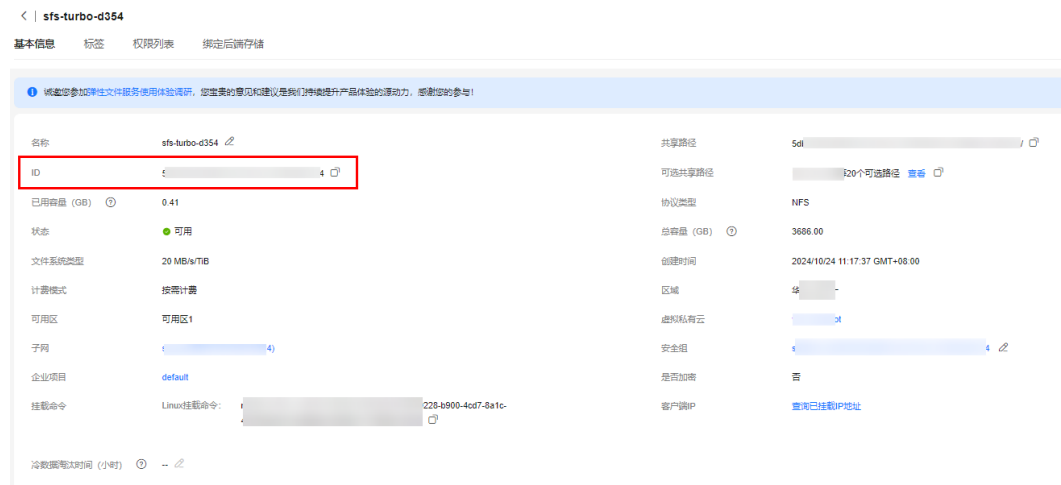 < | sfs-turbo-d354
基本信息 标签 权限列表 绑定后端存储
诚邀您参加弹性文件服务使用体验调研，您宝贵的意见和建议是我们持续提升产品体验的源动力，感谢您的参与！
名称 sfs-turbo-d354 共享路径 5dl /
ID 4 可选共享路径 20个可选路径 查看
已用容量 (GB) 0.41 协议类型 NFS
状态 可用 总容量 (GB) 3686.00
文件系统类型 20 MB/s/TiB 创建时间 2024/10/24 11:17:37 GMT+08:00
计费模式 按需计费 区域 华
可用区 可用区1 虚拟私有云
子网 4) 安全组 4
企业项目 default 是否加密 否
挂载命令 Linux挂载命令: 228-b900-4cd7-8a1c- 客户端IP 查询已挂载IP地址
冷数据淘汰时间 (小时) --